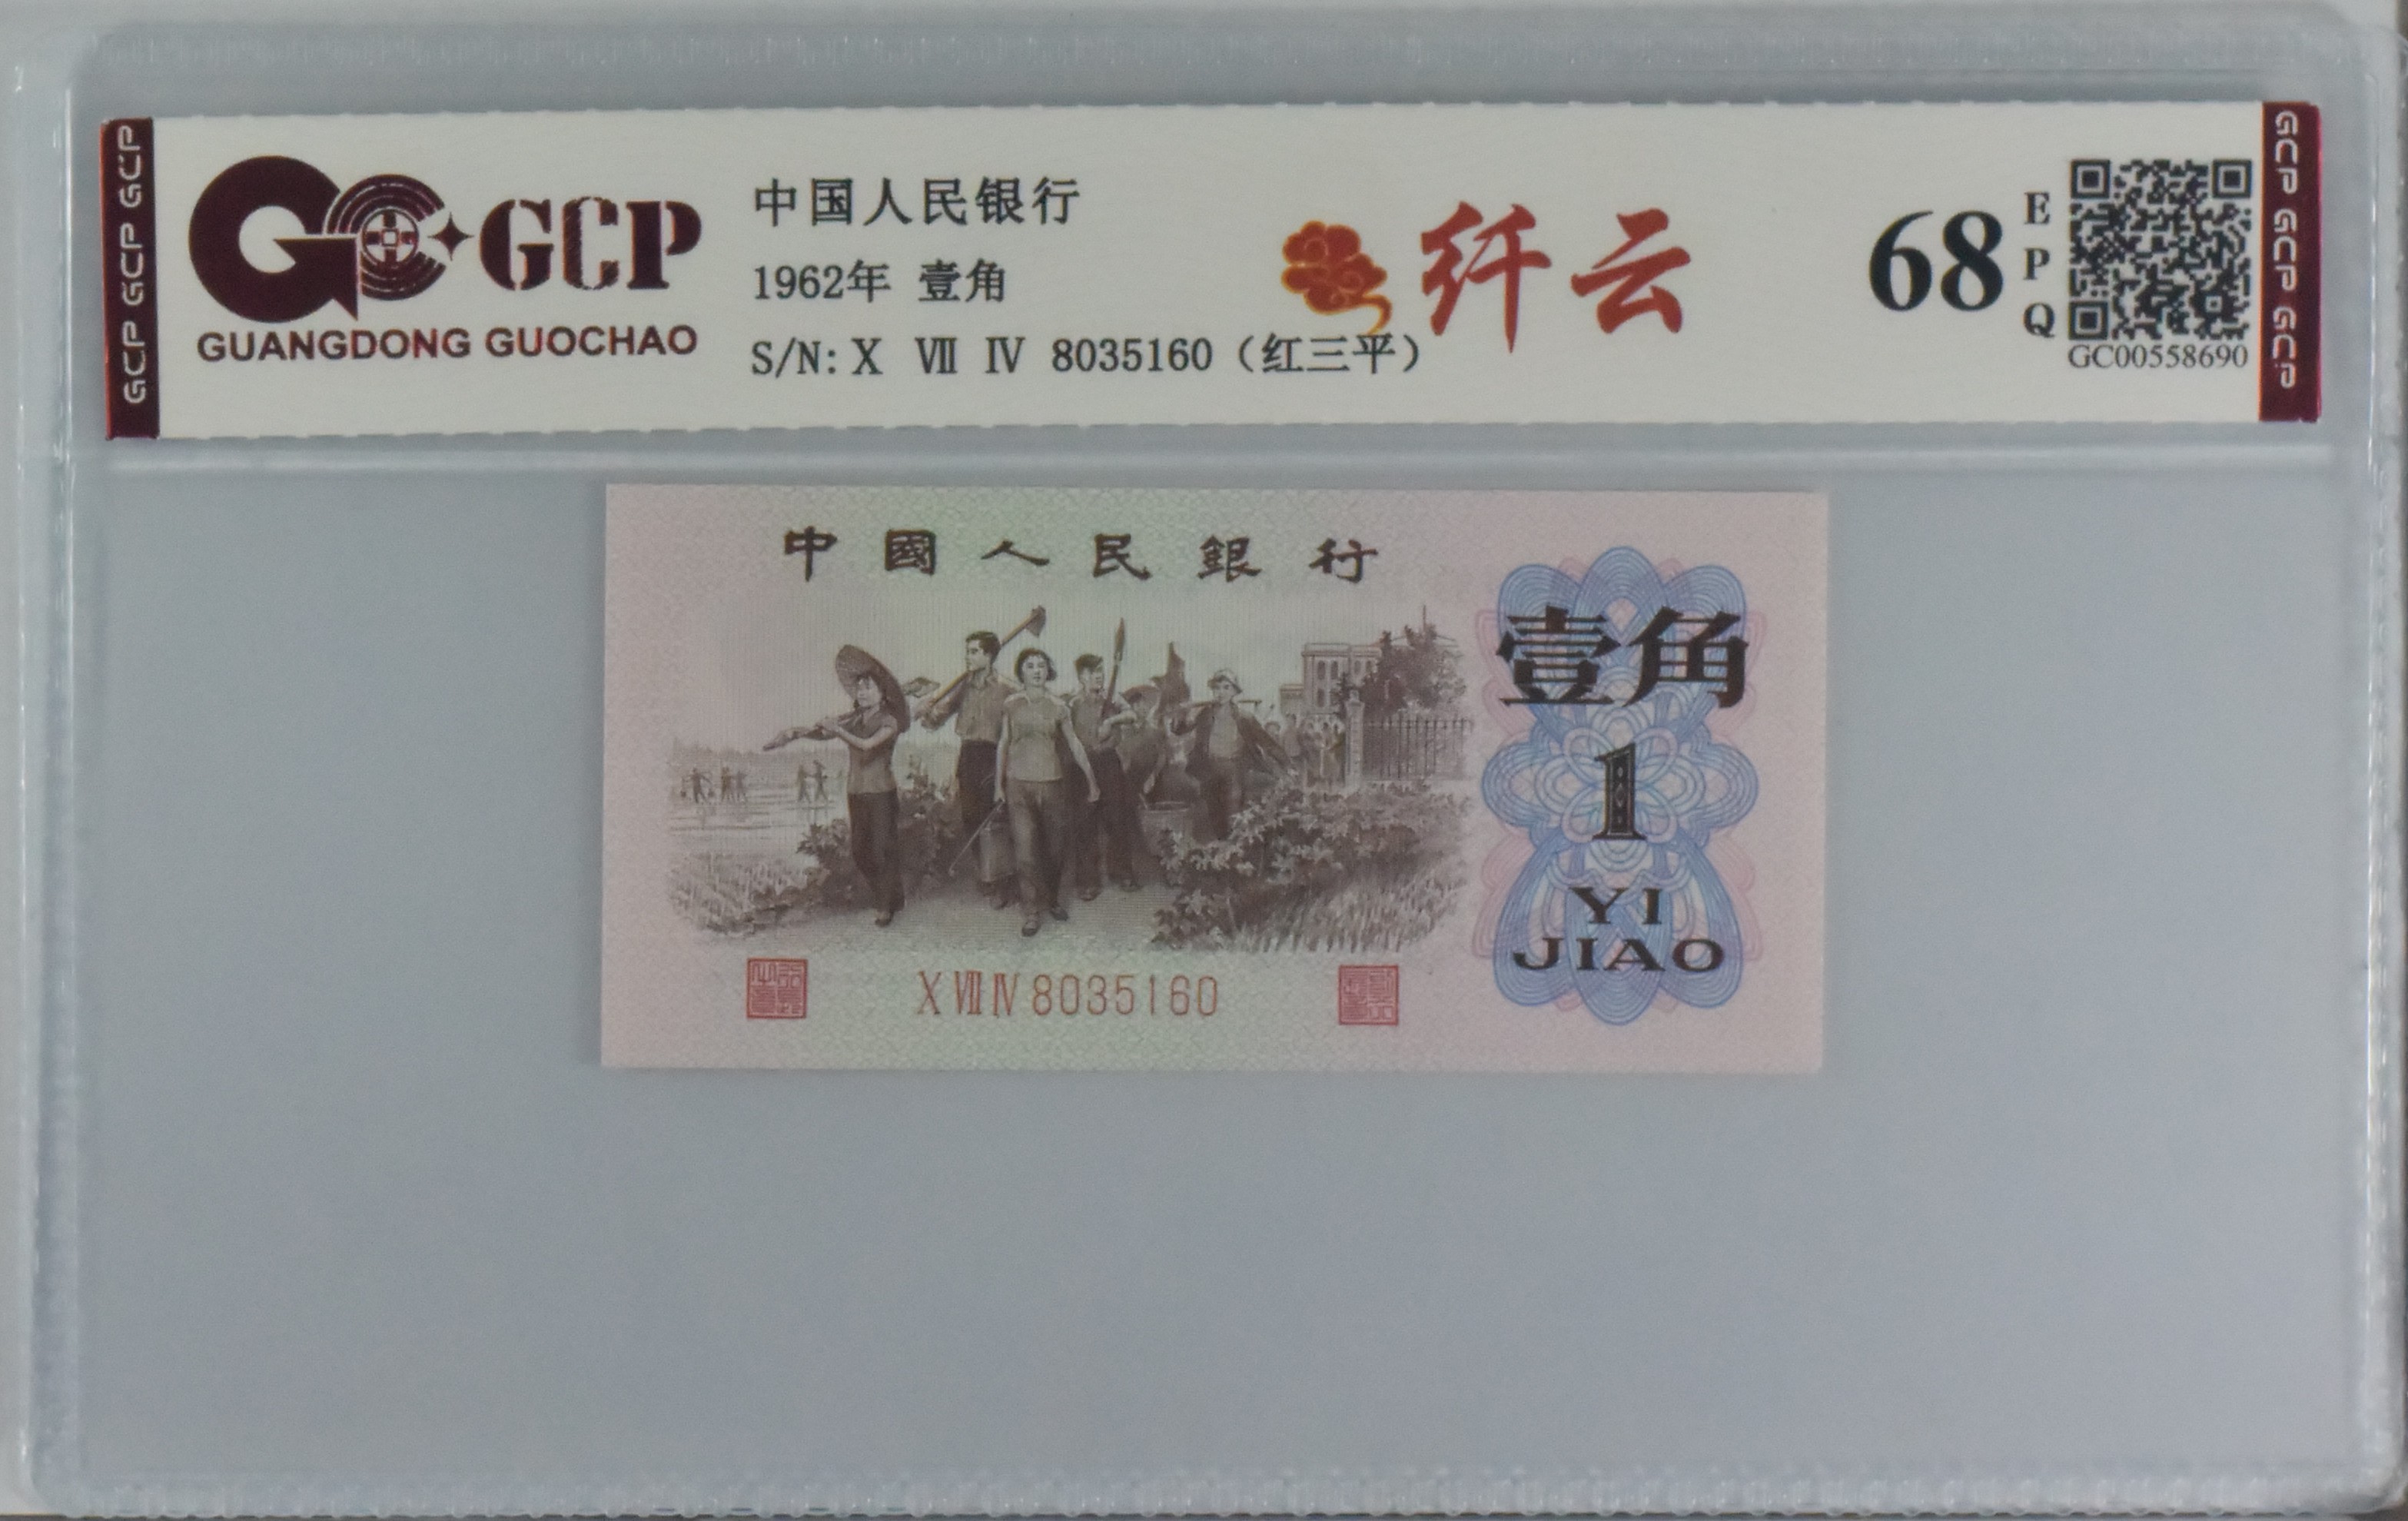 GCP GCP GCP
GCP
GUANGDONG GUOCHAO
中国人民银行
1962年 壹角
S/N: X Ⅶ Ⅳ 8035160（红三平）
纤云
68
EPQ
GC00558690
GCP GCP GCP
中國人民銀行
壹角
1
YI
JIAO
X Ⅶ Ⅳ 8035160